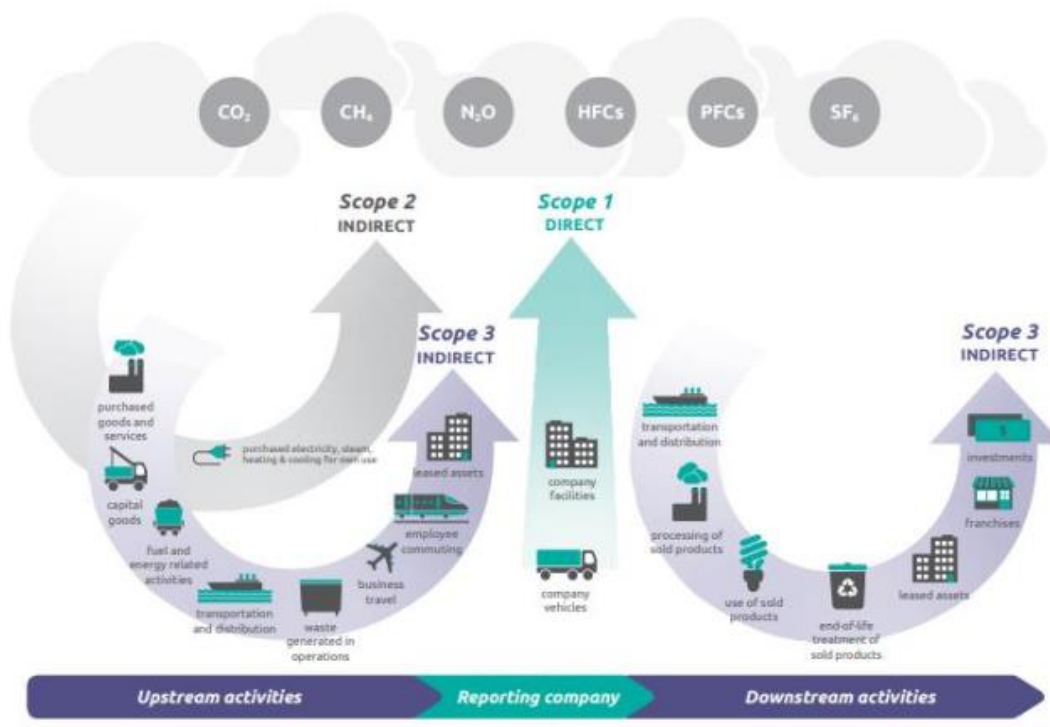 CO₂
CH₄
N₂O
HFCs
PFCs
SF₆
Scope 2
INDIRECT
Scope 1
DIRECT
Scope 3
INDIRECT
Scope 3
INDIRECT
purchased
goods and
services
capital
goods
fuel and
energy related
activities
transportation
and distribution
waste
generated in
operations
business
travel
employee
commuting
leased assets
purchased electricity, steam,
heating & cooling for own use
company
facilities
company
vehicles
transportation
and distribution
processing of
sold products
use of sold
products
end-of-life
treatment of
sold products
leased assets
franchises
investments
$
Upstream activities
Reporting company
Downstream activities